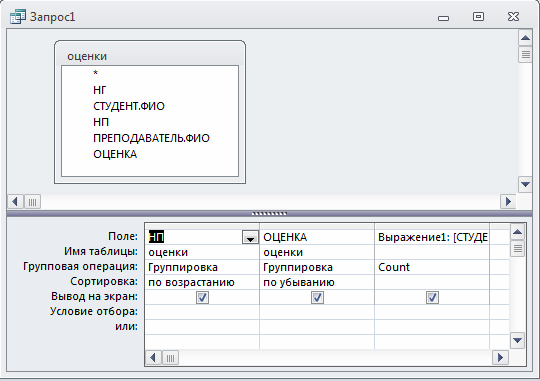 Запрос1
оценки
*
НГ
СТУДЕНТ.ФИО
НП
ПРЕПОДАВАТЕЛЬ.ФИО
ОЦЕНКА
Поле: НП ОЦЕНКА Выражение1: [СТУДЕ
Имя таблицы: оценки оценки
Групповая операция: Группировка Группировка Count
Сортировка: по возрастанию по убыванию
Вывод на экран:
Условие отбора:
или: